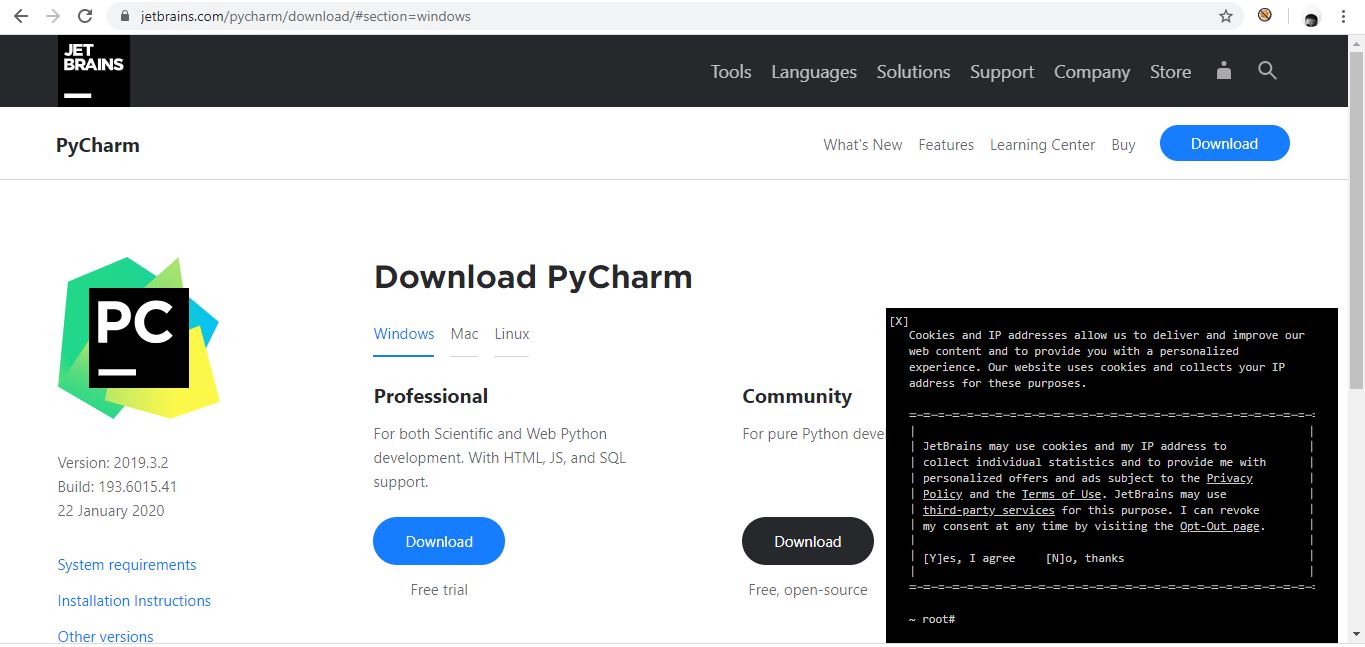 jetbrains.com/pycharm/download/#section=windows
JET
BRAINS
Tools Languages Solutions Support Company Store
PyCharm
What's New Features Learning Center Buy Download
PC
Download PyCharm
Windows Mac Linux
Professional
For both Scientific and Web Python
development. With HTML, JS, and SQL
support.
Download
Free trial
Community
For pure Python deve
Download
Free, open-source
Version: 2019.3.2
Build: 193.6015.41
22 January 2020
System requirements
Installation Instructions
Other versions
[X]
Cookies and IP addresses allow us to deliver and improve our
web content and to provide you with a personalized
experience. Our website uses cookies and collects your IP
address for these purposes.
JetBrains may use cookies and my IP address to
collect individual statistics and to provide me with
personalized offers and ads subject to the Privacy
Policy and the Terms of Use. JetBrains may use
third-party services for this purpose. I can revoke
my consent at any time by visiting the Opt-Out page.
[Y]es, I agree [N]o, thanks
~ root#